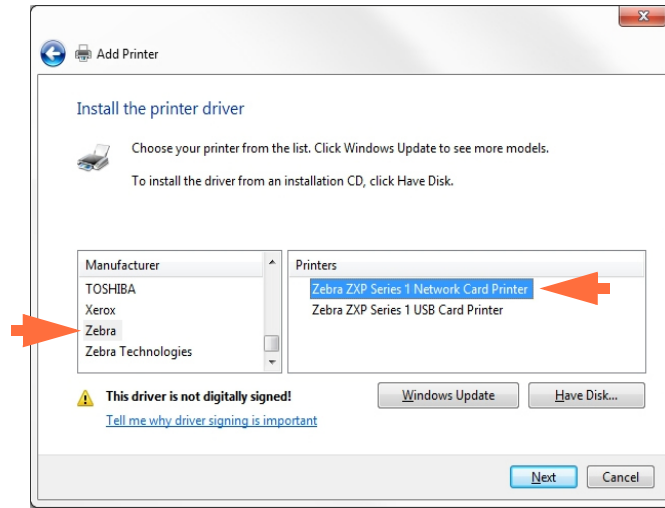 Add Printer
Install the printer driver
Choose your printer from the list. Click Windows Update to see more models.
To install the driver from an installation CD, click Have Disk.
Manufacturer
TOSHIBA
Xerox
Zebra
Zebra Technologies
Printers
Zebra ZXP Series 1 Network Card Printer
Zebra ZXP Series 1 USB Card Printer
This driver is not digitally signed!
Tell me why driver signing is important
Windows Update
Have Disk...
Next
Cancel